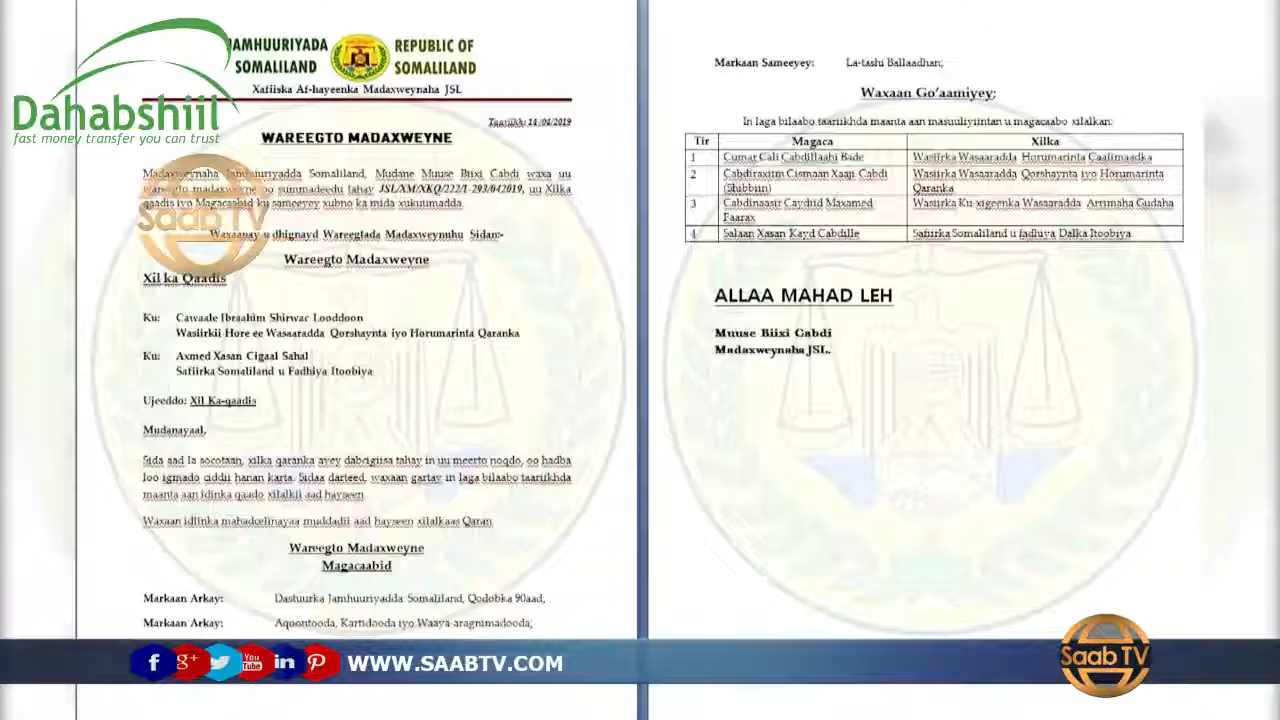 JAMHUURIYADA
SOMALILAND
REPUBLIC OF
SOMALILAND
Xafiiska Af-hayeenka Madaxweynaha JSL
Dahabshiil
fast money transfer you can trust
Taariikh: 14/04/2019
WAREEGTO MADAXWEYNE
Madaxweynaha Jamhuuriyadda Somaliland, Mudane Muuse Biixi Cabdi waxa uu
wareegto madaxweyne oo summadeedu tahay JSL/XM/XKQ/222/1-293/042019, uu Xilka
qaadis iyo Magacaabid ku sameeyey xubno ka mida xukuumadda.
Saab TV
Waxaanay u dhignayd Wareegtada Madaxweynuhu Sidan:-
Wareegto Madaxweyne
Xil ka Qaadis
Ku: Cawaale Ibraahim Shirwac Looddoon
Wasiirkii Hore ee Wasaaradda Qorshaynta iyo Horumarinta Qaranka
Ku: Axmed Xasan Cigaal Sahal
Safiirka Somaliland u Fadhiya Itoobiya
Ujeeddo: Xil Ka-qaadis
Mudanayaal,
Sida aad la socotaan, xilka qaranka ayey dabeigiisa tahay in uu meerto noqdo, oo hadba
loo igmado ciddii hanan karta. Sidaa darteed, waxaan gartay in laga bilaabo taariikhda
maanta aan idinka qaado xilalkii aad hayseen.
Waxaan idiinka mahadcelinayaa muddadii aad hayseen xilalkaas Qaran.
Wareegto Madaxweyne
Magacaabid
Markaan Arkay: Dastuurka Jamhuuriyadda Somaliland, Qodobka 90aad;
Markaan Arkay: Aqoontooda, Kartidooda iyo Waaya-aragnimadooda;
Markaan Sameeyey: La-tashi Ballaadhan;
Waxaan Go'aamiyey;
In laga bilaabo taariikhda maanta aan masuuliyiintan u magacaabo xilalkan:
Tir Magaca Xilka
1 Cumar Cali Cabdillaahi Bade Wasiirka Wasaaradda Horumarinta Caafimaadka
2 Cabdiraxiim Cismaan Xaaji Cabdi Wasiirka Wasaaradda Qorshaynta iyo Horumarinta
(Shibbiin) Qaranka
3 Cabdinaasir Caydiid Maxamed Wasiirka Ku-xigeenka Wasaaradda Arrimaha Gudaha
Faarax
4 Salaan Xasan Kayd Cabdille Safiirka Somaliland u fadhiya Dalka Itoobiya
ALLAA MAHAD LEH
Muuse Biixi Cabdi
Madaxweynaha JSL.
f g+ You Tube in
WWW.SAABTV.COM
Saab TV